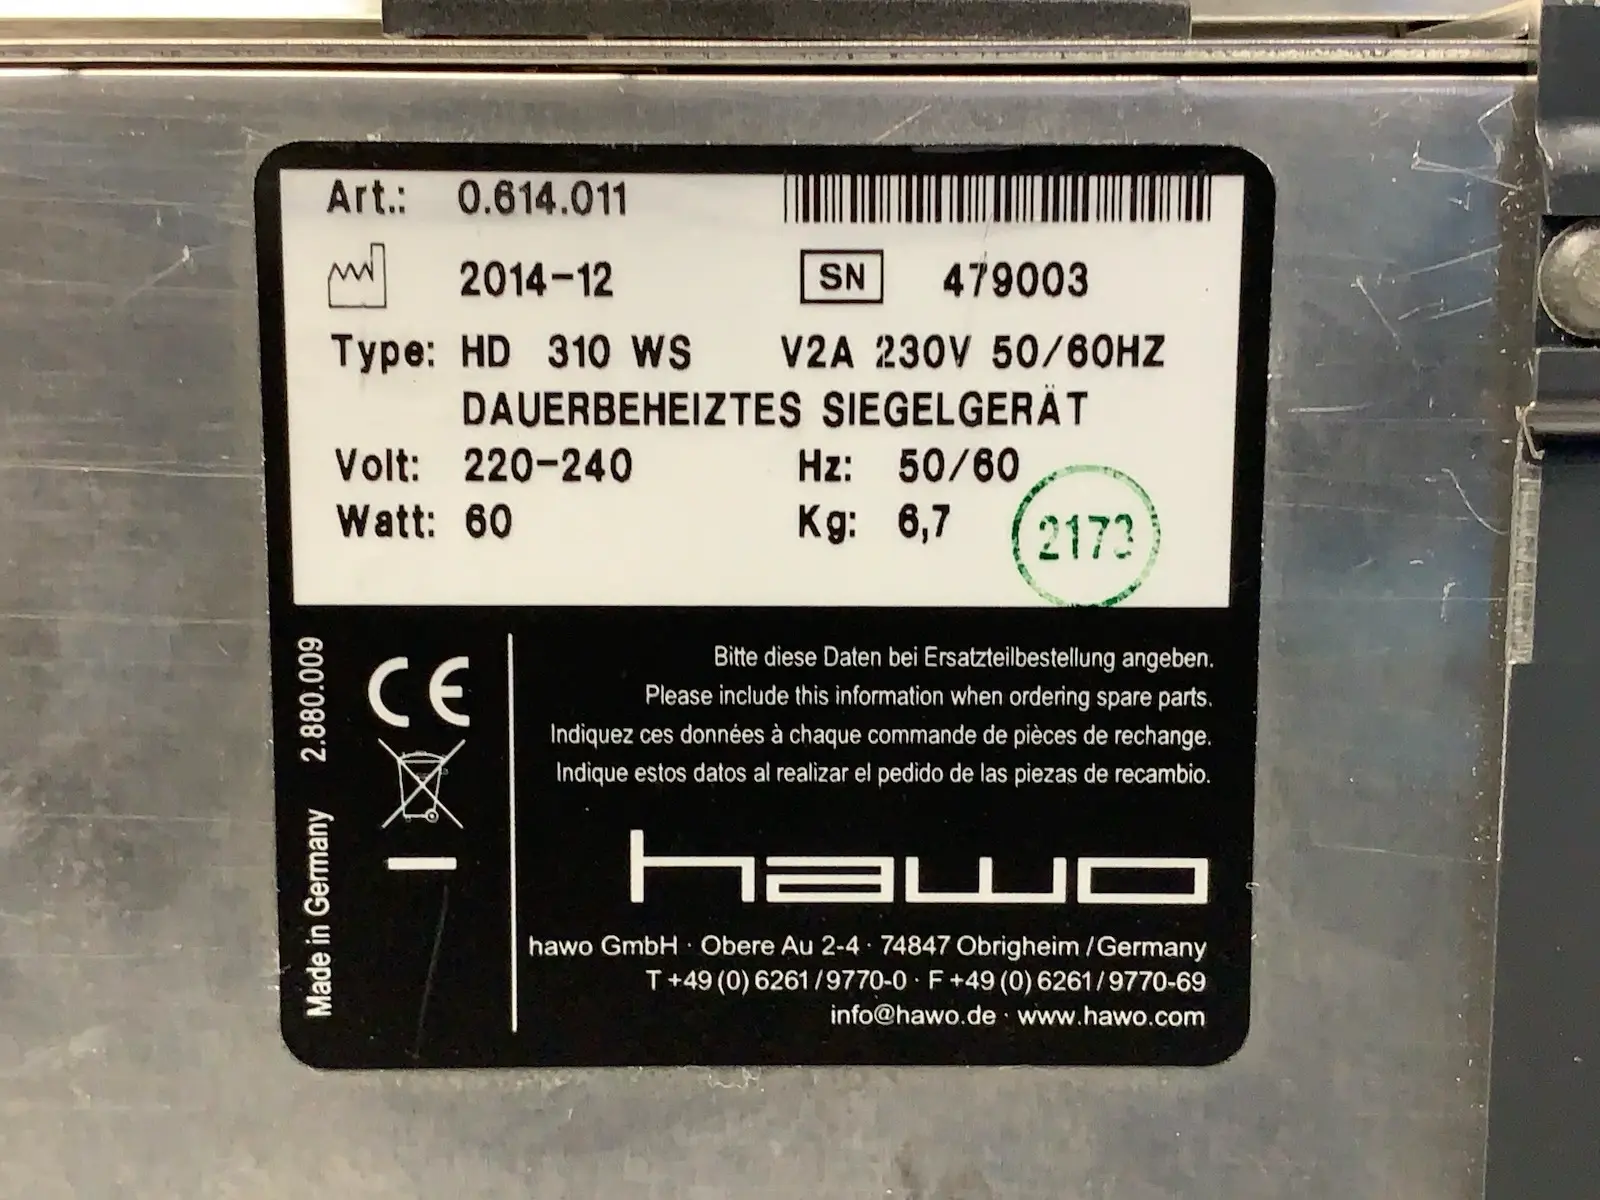 Art.: 0.614.011
2014-12 SN 479003
Type: HD 310 WS V2A 230V 50/60HZ
DAUERBEHEIZTES SIEGELGERÄT
Volt: 220-240 Hz: 50/60
Watt: 60 Kg: 6,7
2173
2.880.009
Made in Germany
CE
Bitte diese Daten bei Ersatzteilbestellung angeben.
Please include this information when ordering spare parts.
Indiquez ces données à chaque commande de pièces de rechange.
Indique estos datos al realizar el pedido de las piezas de recambio.
hawo
hawo GmbH · Obere Au 2-4 · 74847 Obrigheim / Germany
T +49 (0) 6261 / 9770-0 · F +49 (0) 6261 / 9770-69
info@hawo.de · www.hawo.com